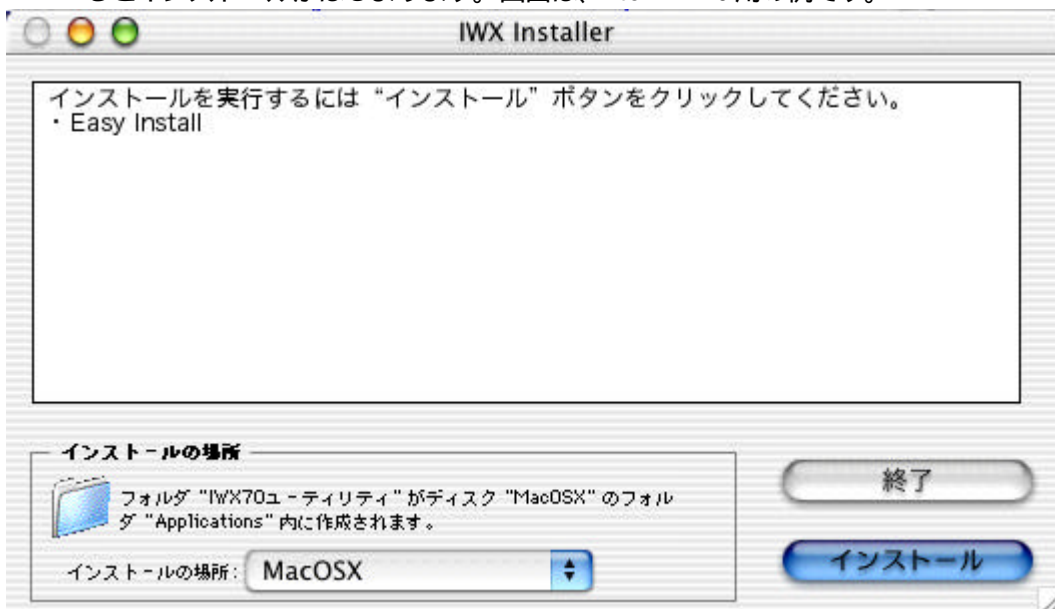 IWX Installer
インストールを実行するには“インストール”ボタンをクリックしてください。
・Easy Install
インストールの場所
フォルダ "IWX70ユーティリティ" がディスク "MacOSX" のフォル
ダ "Applications" 内に作成されます。
インストールの場所：
MacOSX
終了
インストール